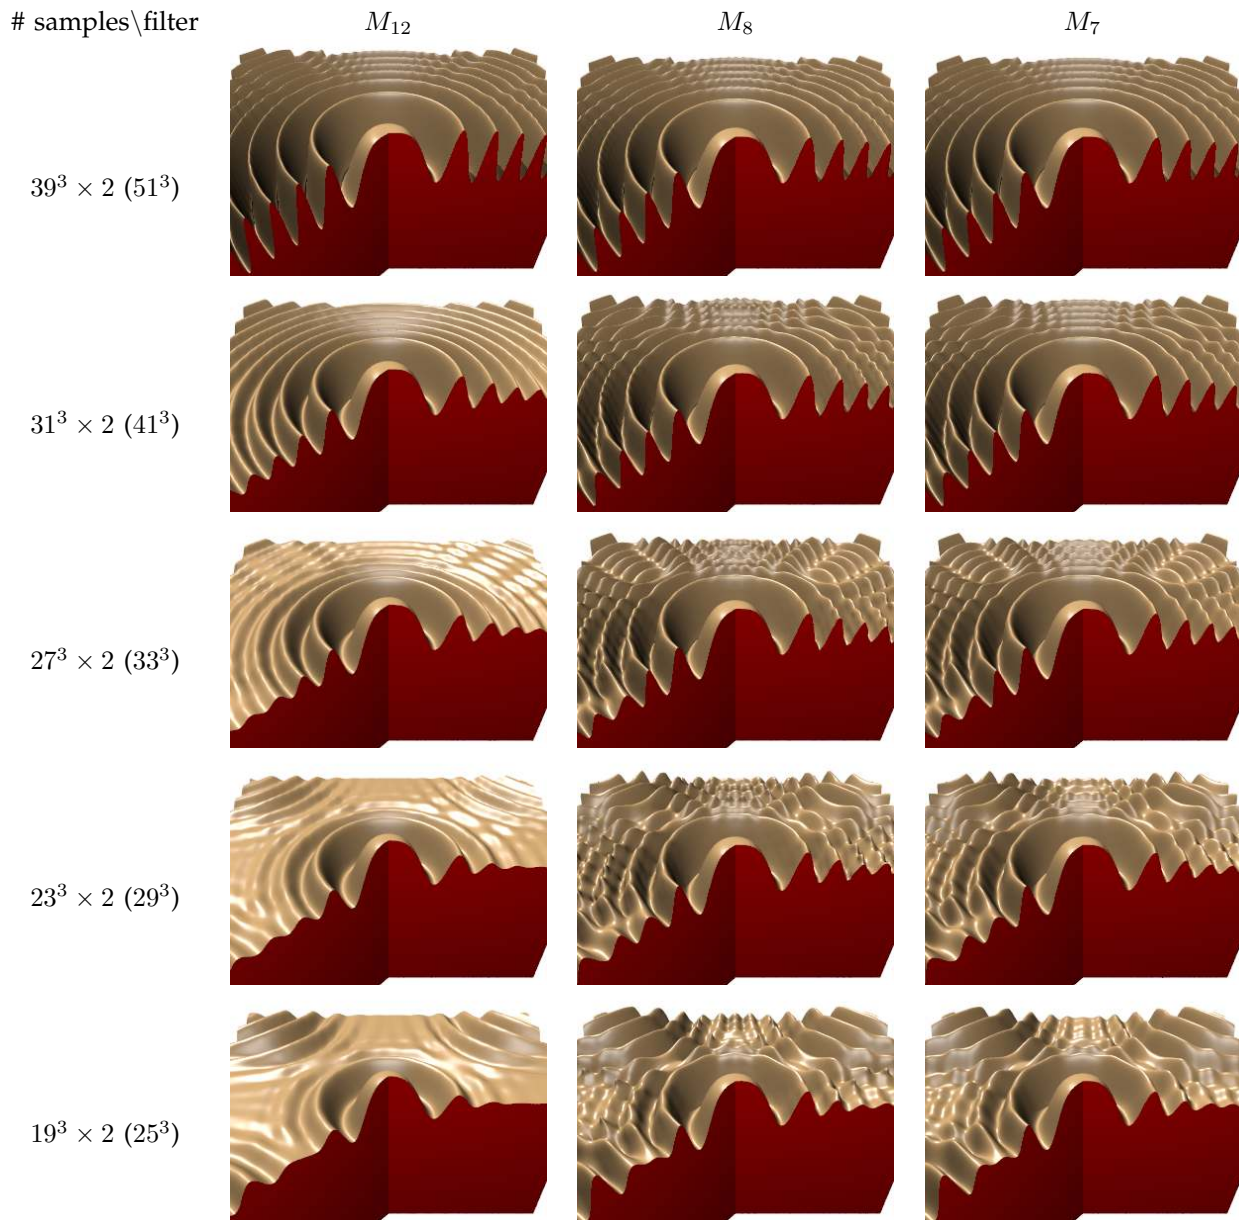 # samples\filter M₁₂ M₈ M₇
39³ × 2 (51³)
31³ × 2 (41³)
27³ × 2 (33³)
23³ × 2 (29³)
19³ × 2 (25³)